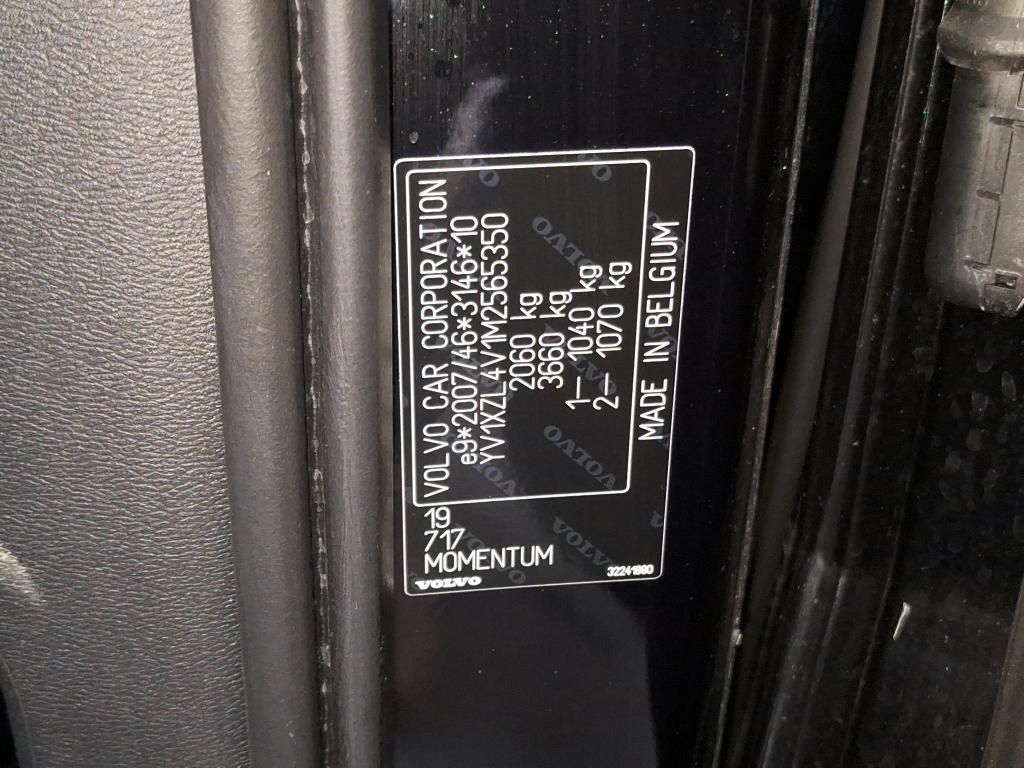 VOLVO CAR CORPORATION
e9*2007/46*3146*10
YV1XZL4V1M2565350
2060 kg
3660 kg
1— 1040 kg
2— 1070 kg
MADE IN BELGIUM
19
717
MOMENTUM
VOLVO
32241990